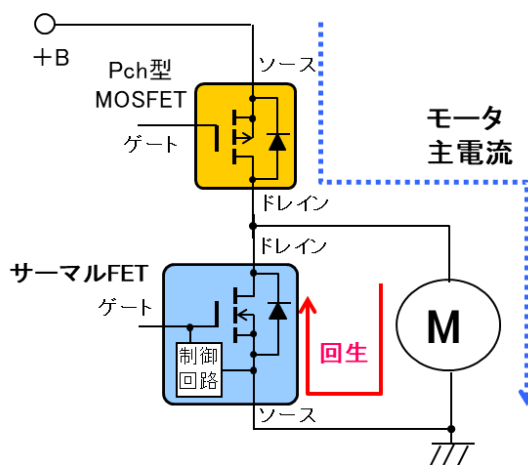 +B
Pch型
MOSFET
ソース
ゲート
モータ
主電流
ドレイン
ドレイン
サーマルFET
ゲート
制御
回路
回生
M
ソース